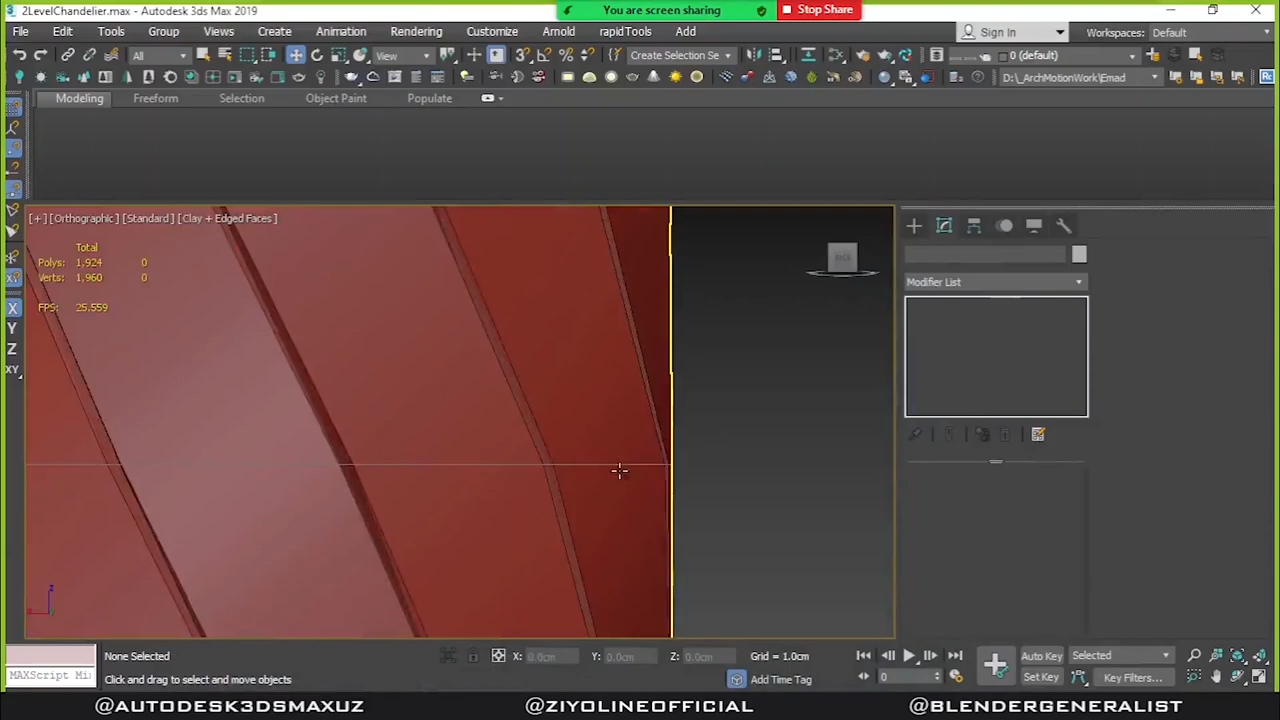 2LevelChandelier.max - Autodesk 3ds Max 2019
You are screen sharing
Stop Share
File Edit Tools Group Views Create Modifiers Animation Rendering Customize Arnold rapidTools Add
Sign In
Workspaces: Default
All
View
Create Selection Se
0 (default)
D:\_ArchMotionWork\Emad
Rc
Modeling Freeform Selection Object Paint Populate
[+] [Orthographic] [Standard] [Clay + Edged Faces]
Total
Polys: 1,924 0
Verts: 1,960 0
FPS: 25.559
X
Y
Z
XY
Modifier List
None Selected
X: 0.0cm Y: 0.0cm Z: 0.0cm
Grid = 1.0cm
Auto Key
Selected
MAXScript Mi
Click and drag to select and move objects
Add Time Tag
0
Set Key
Key Filters...
@AUTODESK3DSMAXUZ
@ZIYOLINEOFFICIAL
@BLENDERGENERALIST